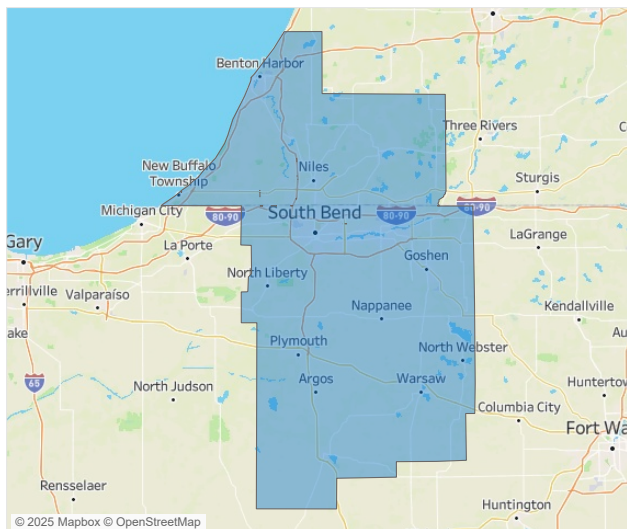 Benton Harbor
Three Rivers
C
New Buffalo
Township
Niles
Sturgis
80-90
80-90
80-90
Michigan City
South Bend
Gary
La Porte
LaGrange
Goshen
North Liberty
errillville
Valparaíso
Nappanee
Kendallville
ake
Au
Plymouth
North Webster
65
North Judson
Argos
Warsaw
Huntertow
Columbia City
Fort Wa
Rensselaer
Huntington
© 2025 Mapbox © OpenStreetMap